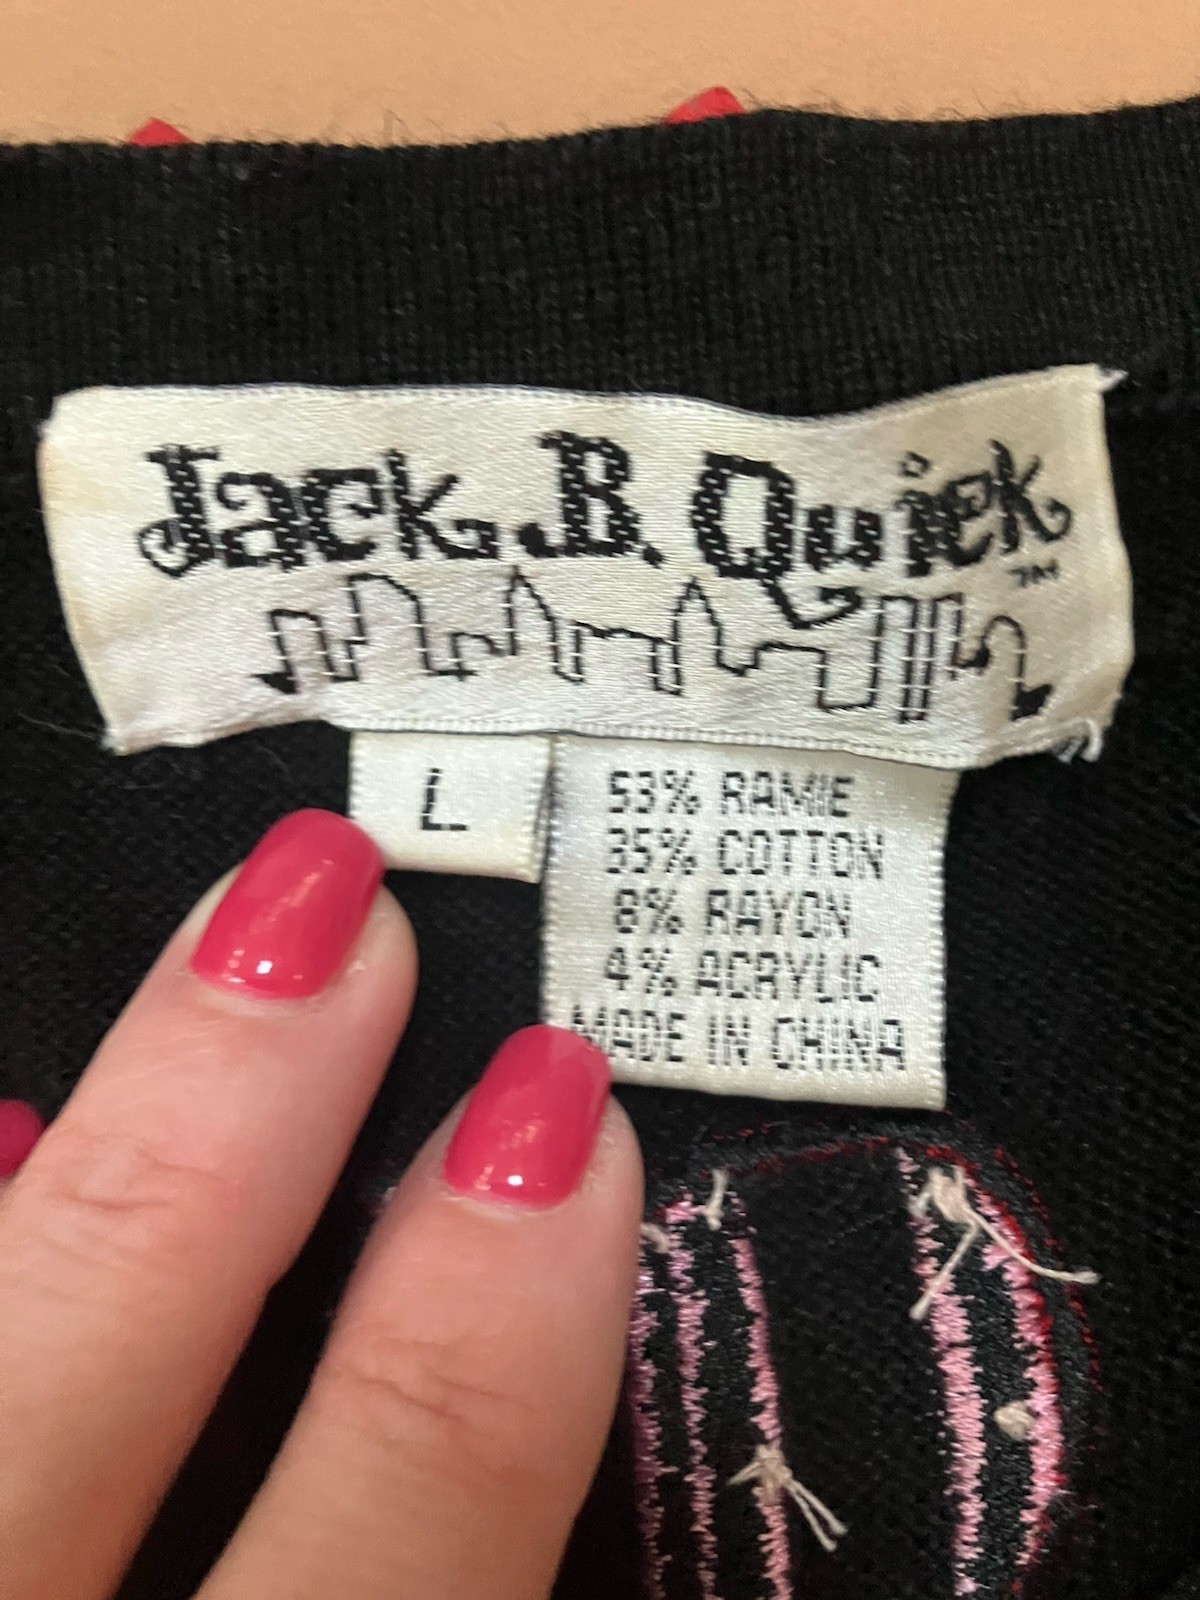 Jack B. Quick
TM
L
53% RAMIE
35% COTTON
8% RAYON
4% ACRYLIC
MADE IN CHINA